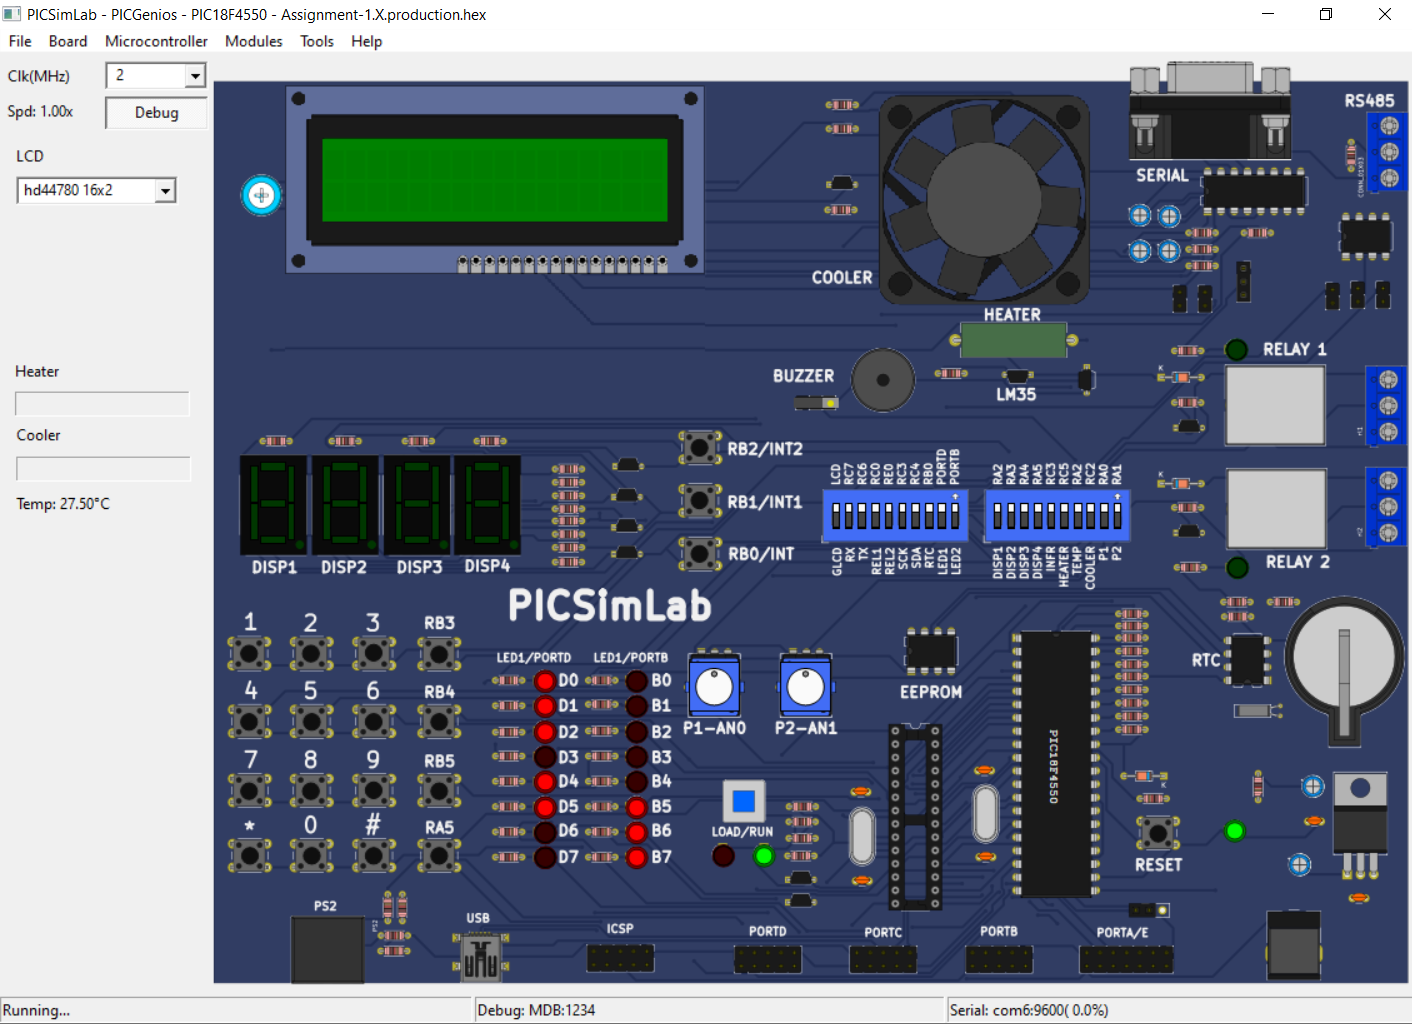 PICSimLab - PICGenios - PIC18F4550 - Assignment-1.X.production.hex
File Board Microcontroller Modules Tools Help
Clk(MHz) 2
Spd: 1.00x Debug
LCD
hd44780 16x2
Heater
Cooler
Temp: 27.50°C
RS485
CONN_01X03
SERIAL
COOLER
HEATER
BUZZER
LM35
K
RELAY 1
K
RELAY 2
RB2/INT2
RB1/INT1
RB0/INT
DISP1 DISP2 DISP3 DISP4
LCD RC7 RC6 RC0 RE0 RC3 RC4 RB0 PORTD PORTB
GLCD RX TX REL1 REL2 SCK SDA RTC LED1 LED2
RA2 RA3 RA4 RA5 RC3 RC5 RA2 RC2 RA0 RA1
DISP1 DISP2 DISP3 DISP4 INFR HEATER TEMP COOLER P1 P2
PICSimLab
1 2 3 RB3
4 5 6 RB4
7 8 9 RB5
* 0 # RA5
LED1/PORTD LED1/PORTB
D0 B0
D1 B1
D2 B2
D3 B3
D4 B4
D5 B5
D6 B6
D7 B7
P1-AN0 P2-AN1
EEPROM
RTC
PIC18F4550
LOAD/RUN
K
RESET
PS2
PS2
USB
ICSP
PORTD
PORTC
PORTB
PORTA/E
Running...
Debug: MDB:1234
Serial: com6:9600( 0.0%)